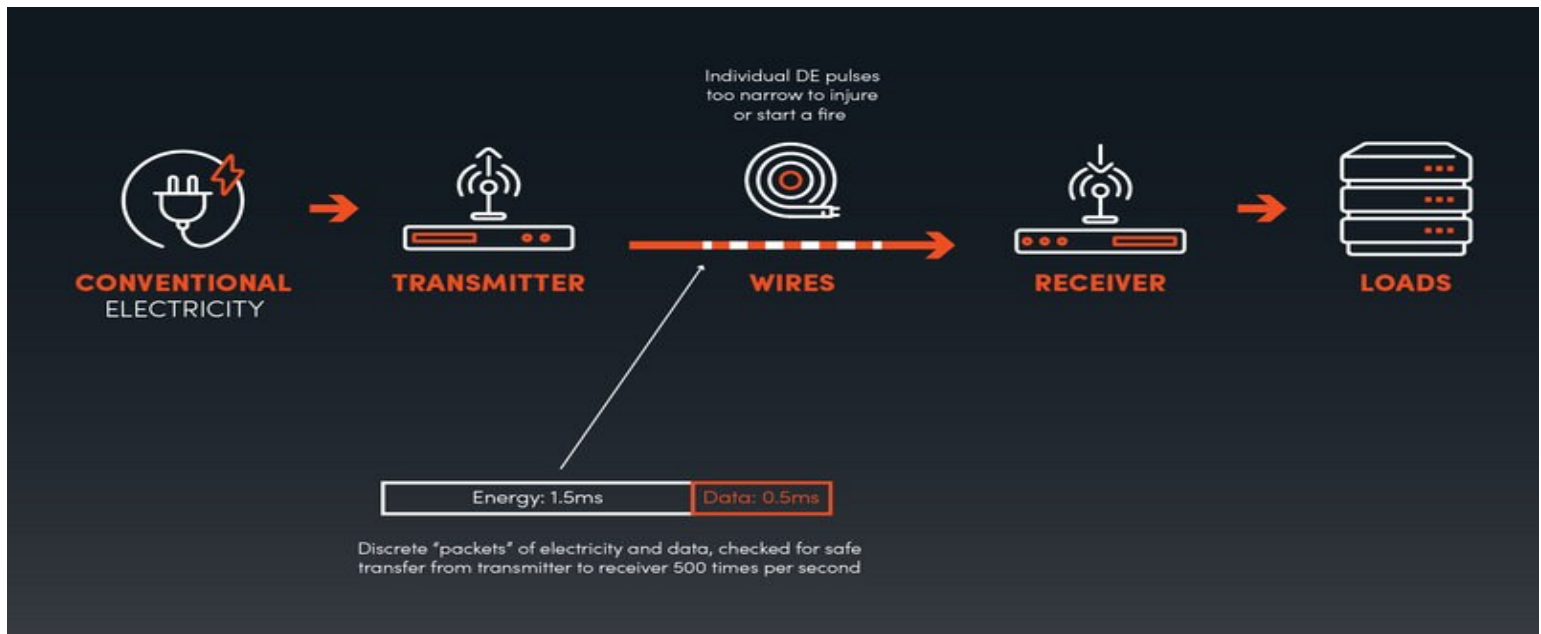 Individual DE pulses
too narrow to injure
or start a fire
CONVENTIONAL
ELECTRICITY
TRANSMITTER
WIRES
RECEIVER
LOADS
Energy: 1.5ms
Data: 0.5ms
Discrete "packets" of electricity and data, checked for safe
transfer from transmitter to receiver 500 times per second